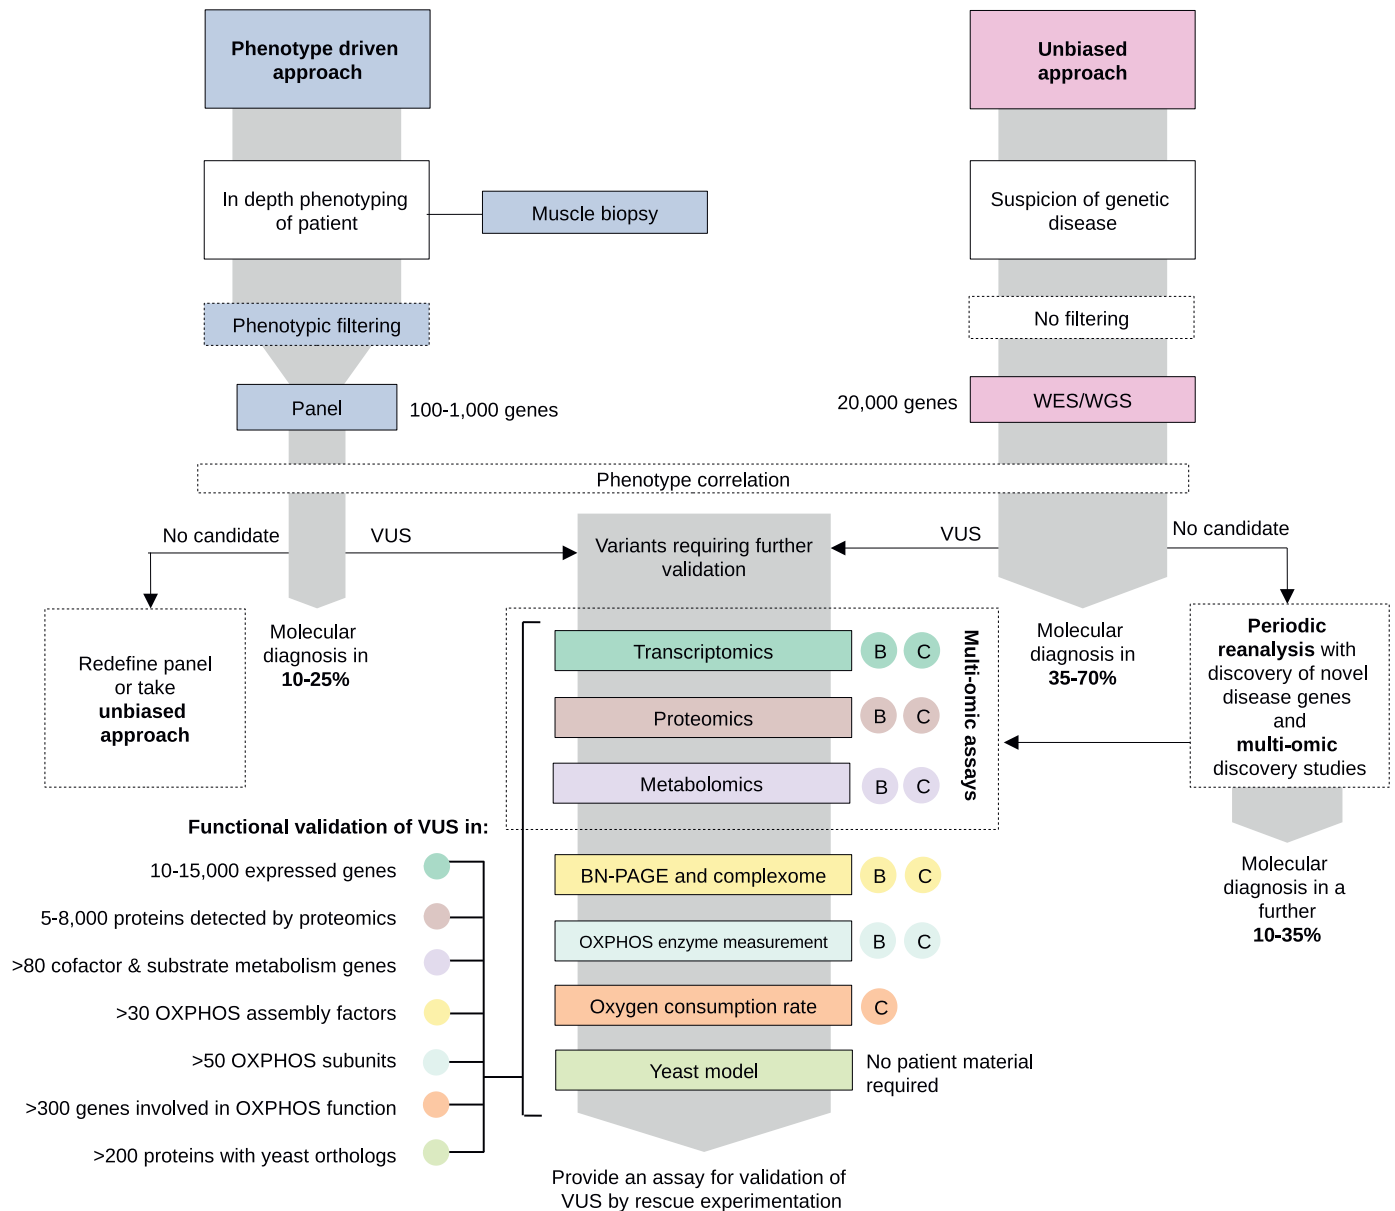 Phenotype driven
approach
Unbiased
approach
In depth phenotyping
of patient
Muscle biopsy
Suspicion of genetic
disease
Phenotypic filtering
No filtering
Panel
100-1,000 genes
20,000 genes
WES/WGS
Phenotype correlation
No candidate
VUS
Variants requiring further
validation
VUS
No candidate
Redefine panel
or take
unbiased
approach
Molecular
diagnosis in
10-25%
Transcriptomics
B
C
Proteomics
B
C
Metabolomics
B
C
Multi-omic assays
Molecular
diagnosis in
35-70%
Periodic
reanalysis with
discovery of novel
disease genes
and
multi-omic
discovery studies
Molecular
diagnosis in a
further
10-35%
Functional validation of VUS in:
10-15,000 expressed genes
5-8,000 proteins detected by proteomics
>80 cofactor & substrate metabolism genes
>30 OXPHOS assembly factors
>50 OXPHOS subunits
>300 genes involved in OXPHOS function
>200 proteins with yeast orthologs
BN-PAGE and complexome
B
C
OXPHOS enzyme measurement
B
C
Oxygen consumption rate
C
Yeast model
No patient material
required
Provide an assay for validation of
VUS by rescue experimentation